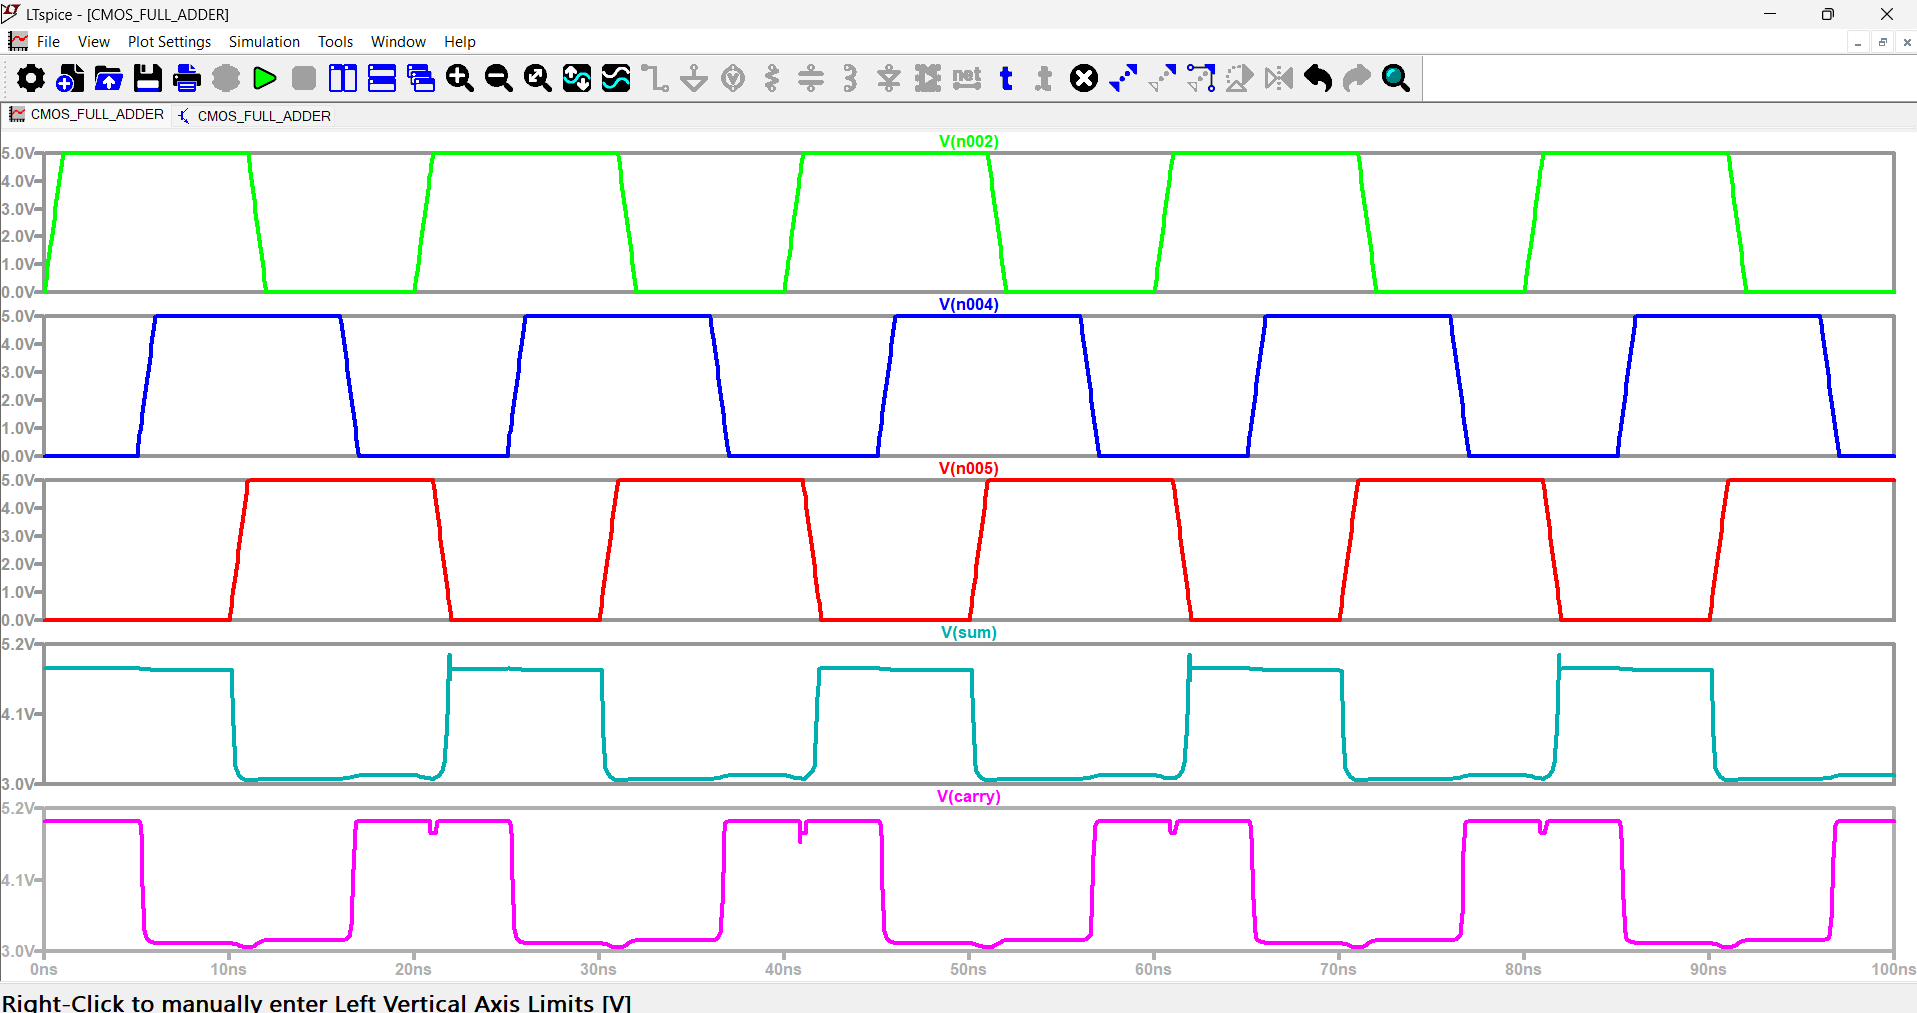 LTspice - [CMOS_FULL_ADDER]
File View Plot Settings Simulation Tools Window Help
net t .t
CMOS_FULL_ADDER CMOS_FULL_ADDER
V(n002)
5.0V
4.0V
3.0V
2.0V
1.0V
0.0V
V(n004)
5.0V
4.0V
3.0V
2.0V
1.0V
0.0V
V(n005)
5.0V
4.0V
3.0V
2.0V
1.0V
0.0V
V(sum)
5.2V
4.1V
3.0V
V(carry)
5.2V
4.1V
3.0V
0ns 10ns 20ns 30ns 40ns 50ns 60ns 70ns 80ns 90ns 100ns
Right-Click to manually enter Left Vertical Axis Limits [V]